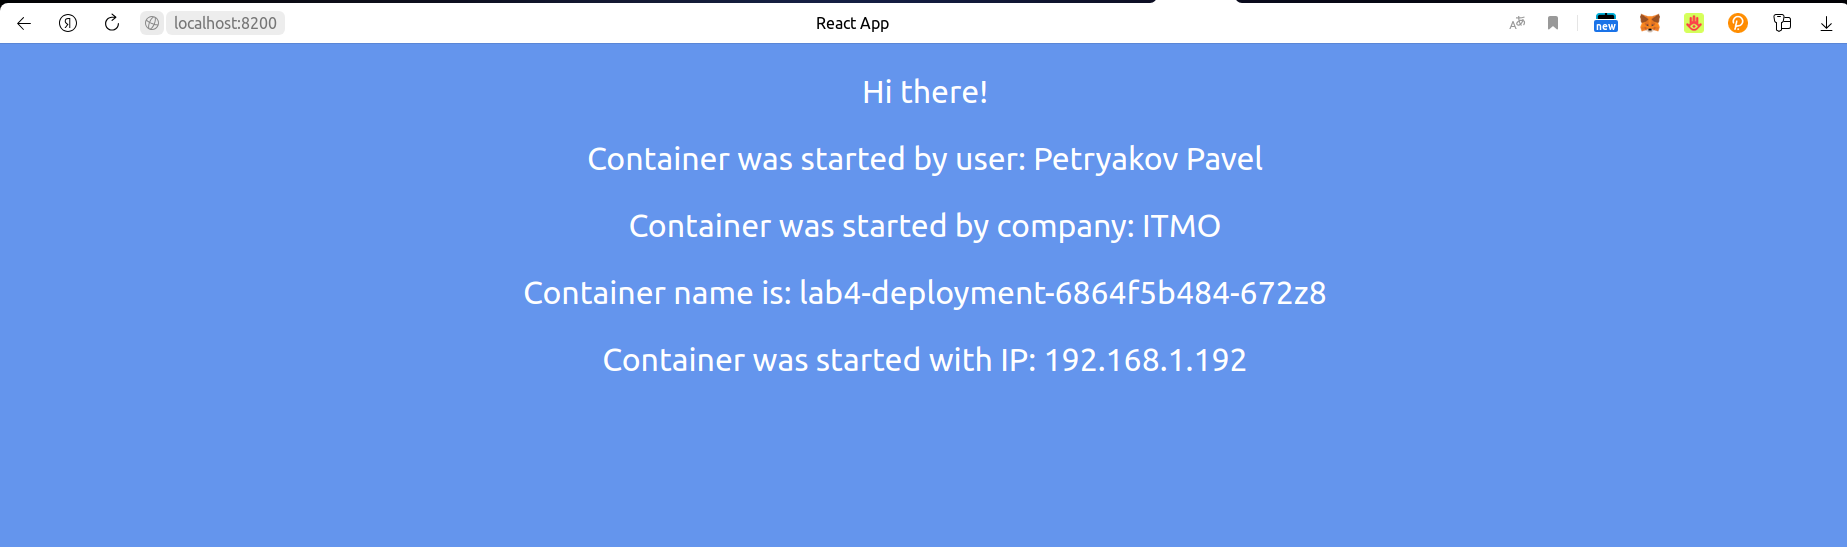 localhost:8200
React App
new
Hi there!
Container was started by user: Petryakov Pavel
Container was started by company: ITMO
Container name is: lab4-deployment-6864f5b484-672z8
Container was started with IP: 192.168.1.192